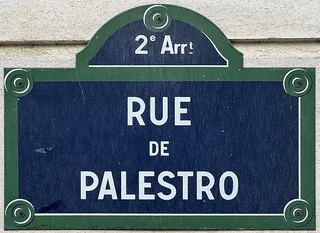 2e Arrt
RUE
DE
PALESTRO